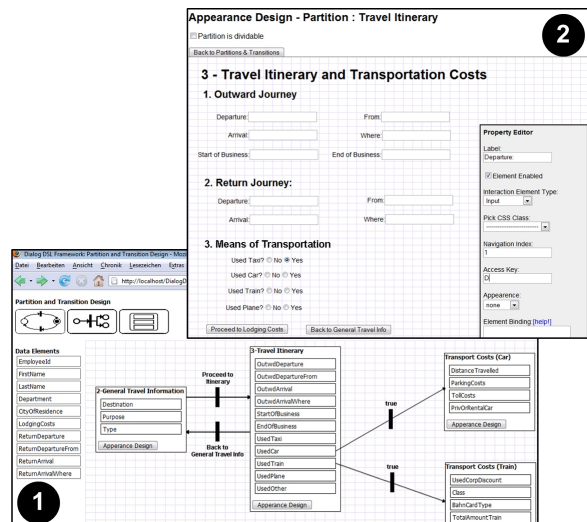 Appearance Design - Partition : Travel Itinerary
2
Partition is dividable
Back to Partitions & Transitions
3 - Travel Itinerary and Transportation Costs
1. Outward Journey
Departure:
From:
Arrival:
Where:
Start of Business:
End of Business:
2. Return Journey:
Departure:
From:
Arrival:
Where:
3. Means of Transportation
Used Taxi? No Yes
Used Car? No Yes
Used Train? No Yes
Used Plane? No Yes
Proceed to Lodging Costs
Back to General Travel Info
Property Editor
Label:
Departure:
Element Enabled
Interaction Element Type:
Input
Pick CSS Class:
Navigation Index:
1
Access Key:
D
Appearence:
none
Element Binding:[help!]
Dialog DSL Framework: Partition and Transition Design - Moz
Datei Bearbeiten Ansicht Chronik Lesezeichen Extras
http://localhost/DialogD
Partition and Transition Design
Data Elements
EmployeeId
FirstName
LastName
Department
CityOfResidence
LodgingCosts
ReturnDeparture
ReturnDepartureFrom
ReturnArrival
ReturnArrivalWhere
1
2-General Travel Information
Destination
Purpose
Type
Apperance Design
Proceed to
Itinerary
Back to
General Travel Info
3-Travel Itinerary
OutwdDeparture
OutwdDepartureFrom
OutwdArrival
OutwdArrivalWhere
StartOfBusiness
EndOfBusiness
UsedTaxi
UsedCar
UsedTrain
UsedPlane
UsedOther
Apperance Design
true
true
Transport Costs (Car)
DistanceTravelled
ParkingCosts
TollCosts
PrivOrRentalCar
Apperance Design
Transport Costs (Train)
UsedCorpDiscount
Class
BahnCardType
TotalAmountTrain